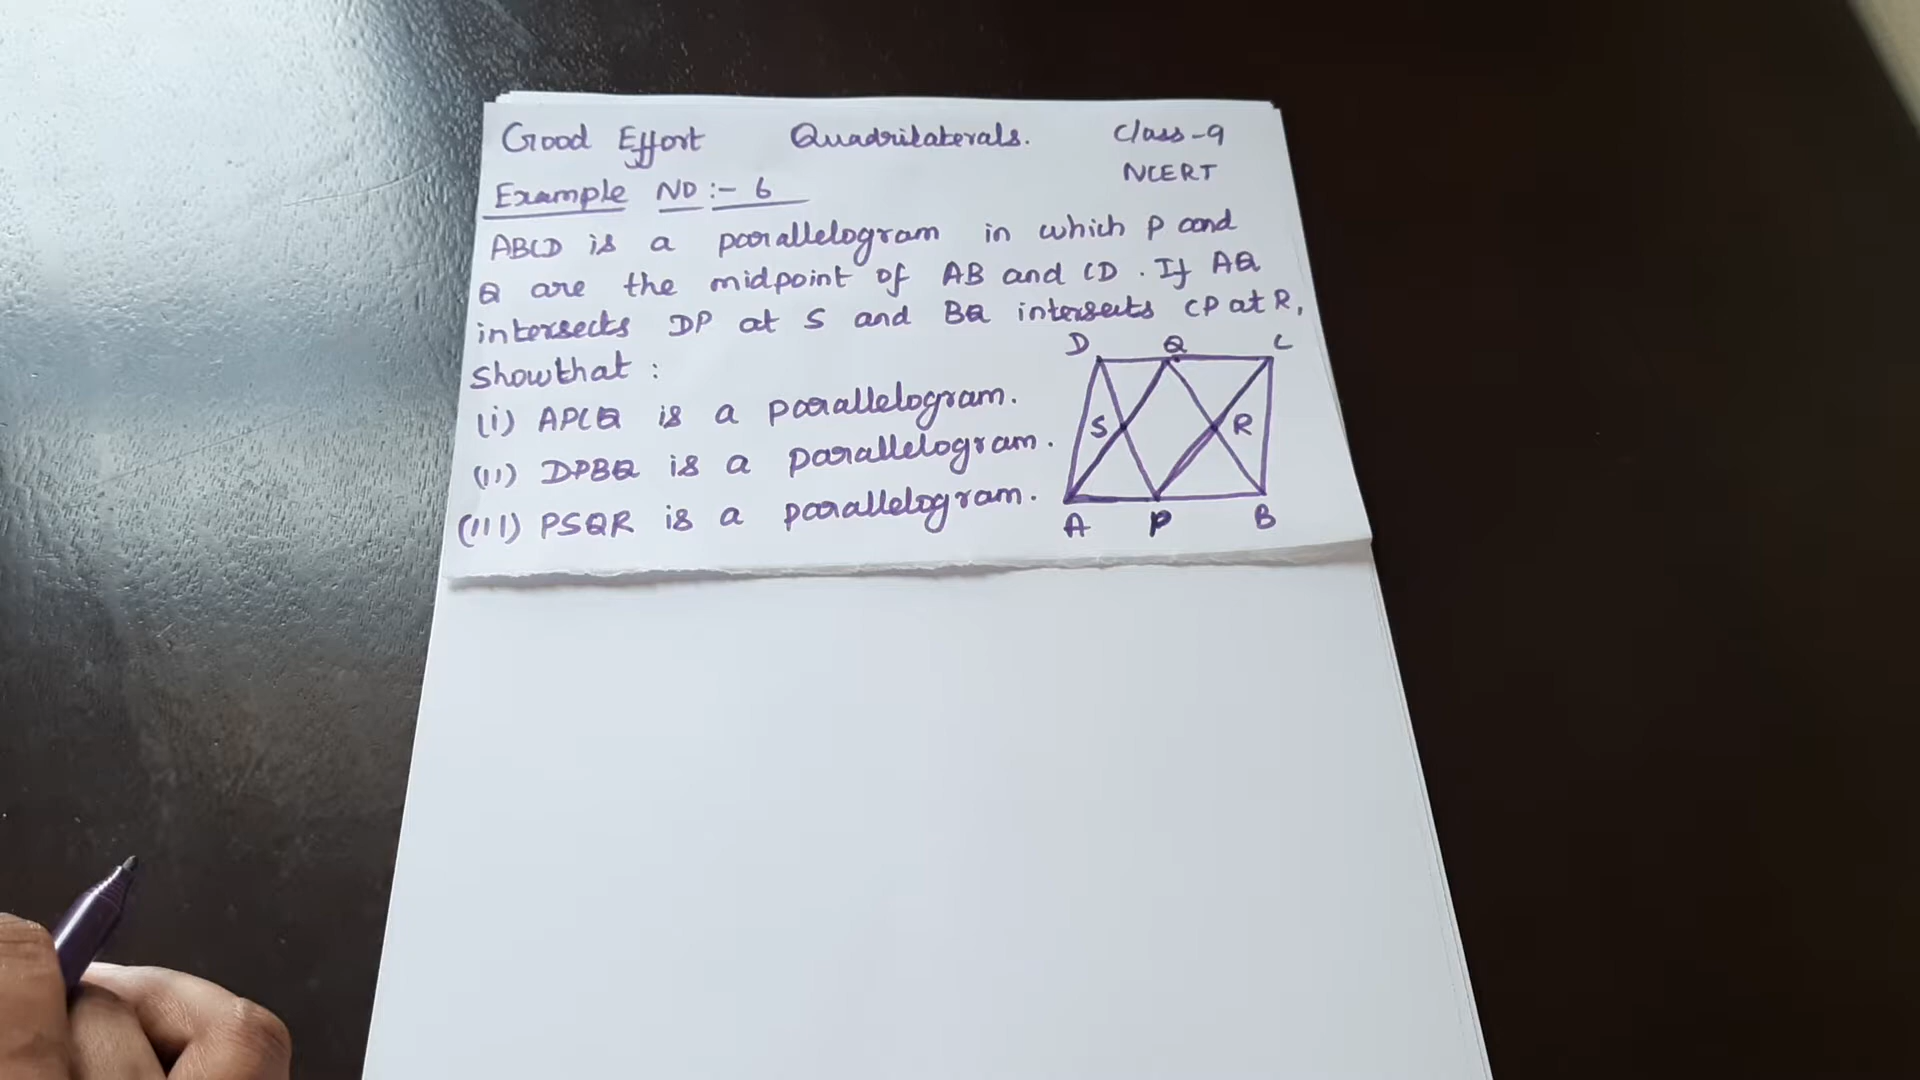 Good Effort Quadrilaterals. Class-9
NCERT
Example NO :- 6
ABCD is a parallelogram in which P and
Q are the midpoint of AB and CD . If AQ
intersects DP at S and BQ intersects CP at R,
Show that :
(i) APCQ is a parallelogram.
(ii) DPBQ is a parallelogram.
(iii) PSQR is a parallelogram.
D Q C
S R
A P B